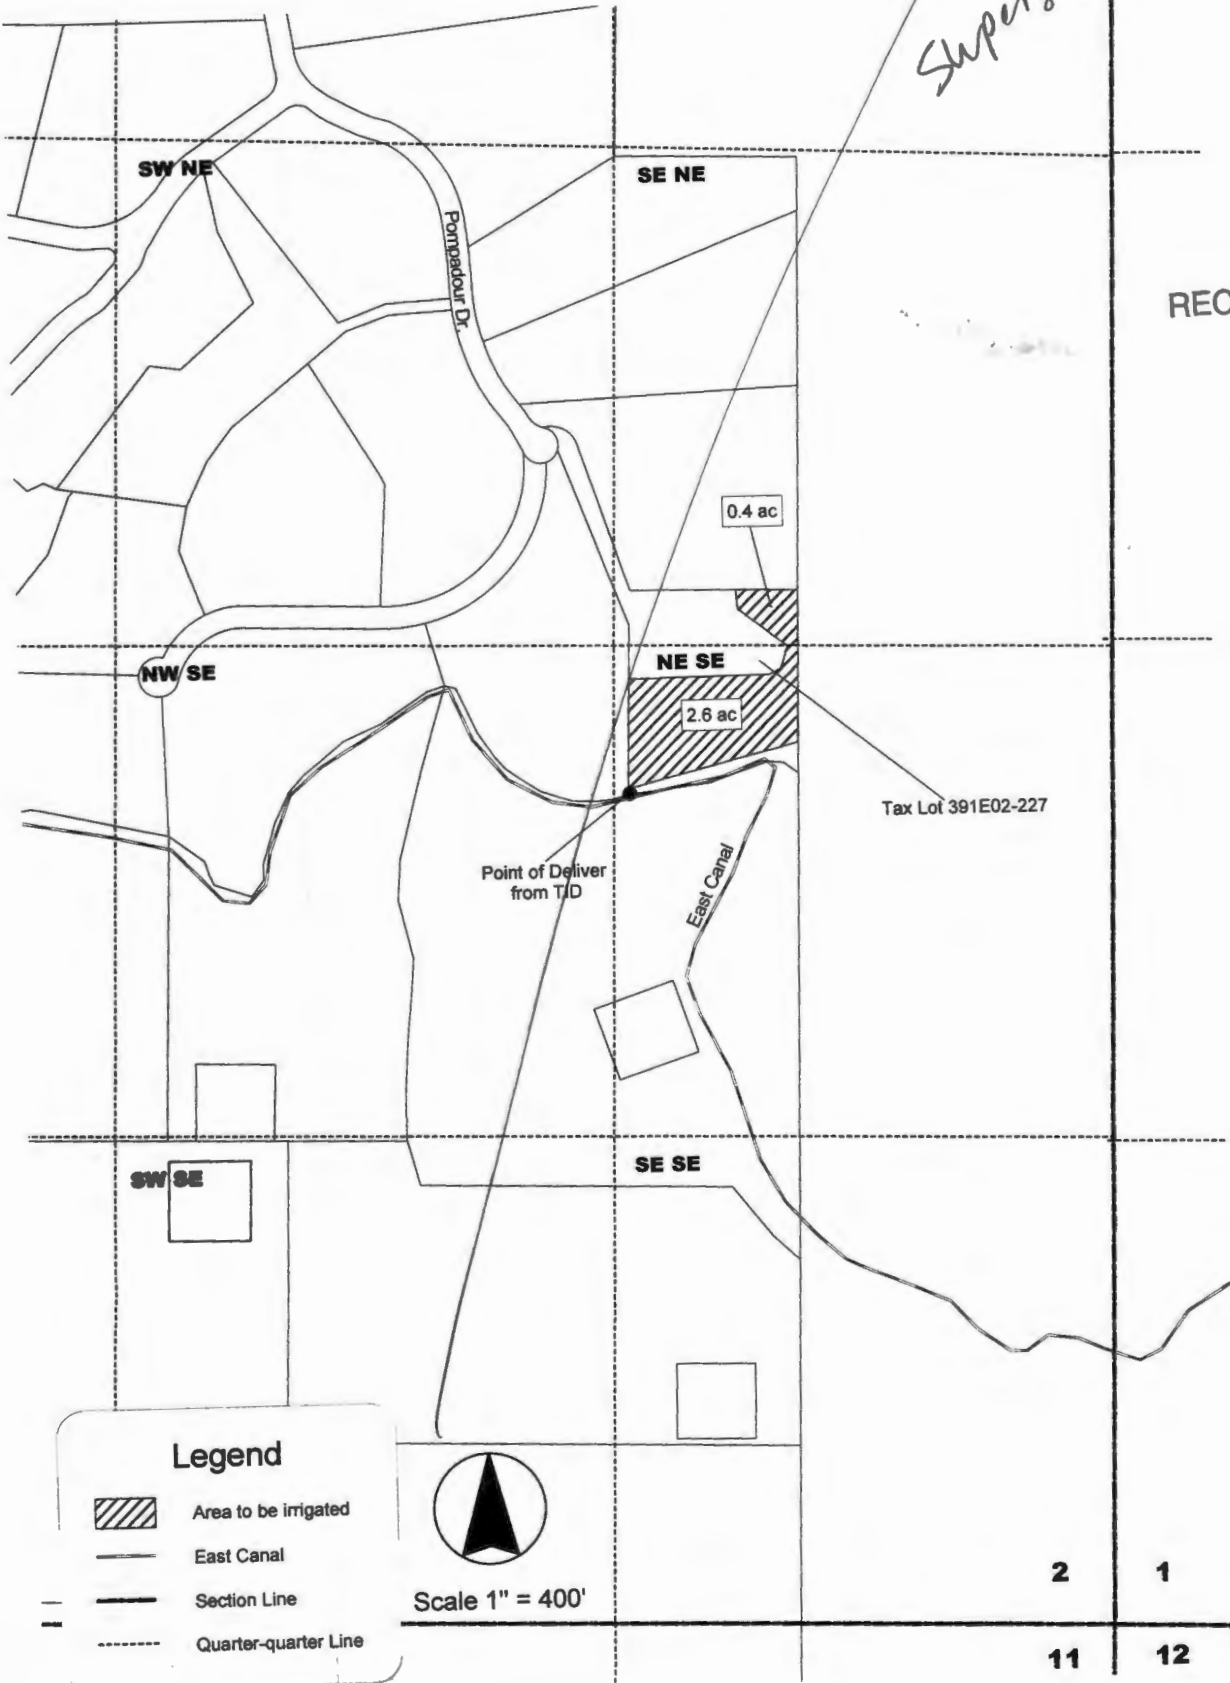 SW NE
SE NE
Pompadour Dr.
REC
0.4 ac
NW SE
NE SE
2.6 ac
Tax Lot 391E02-227
Point of Deliver
from TID
East Canal
SW SE
SE SE
Legend
Area to be irrigated
East Canal
Section Line
Quarter-quarter Line
Scale 1" = 400'
2
1
11
12